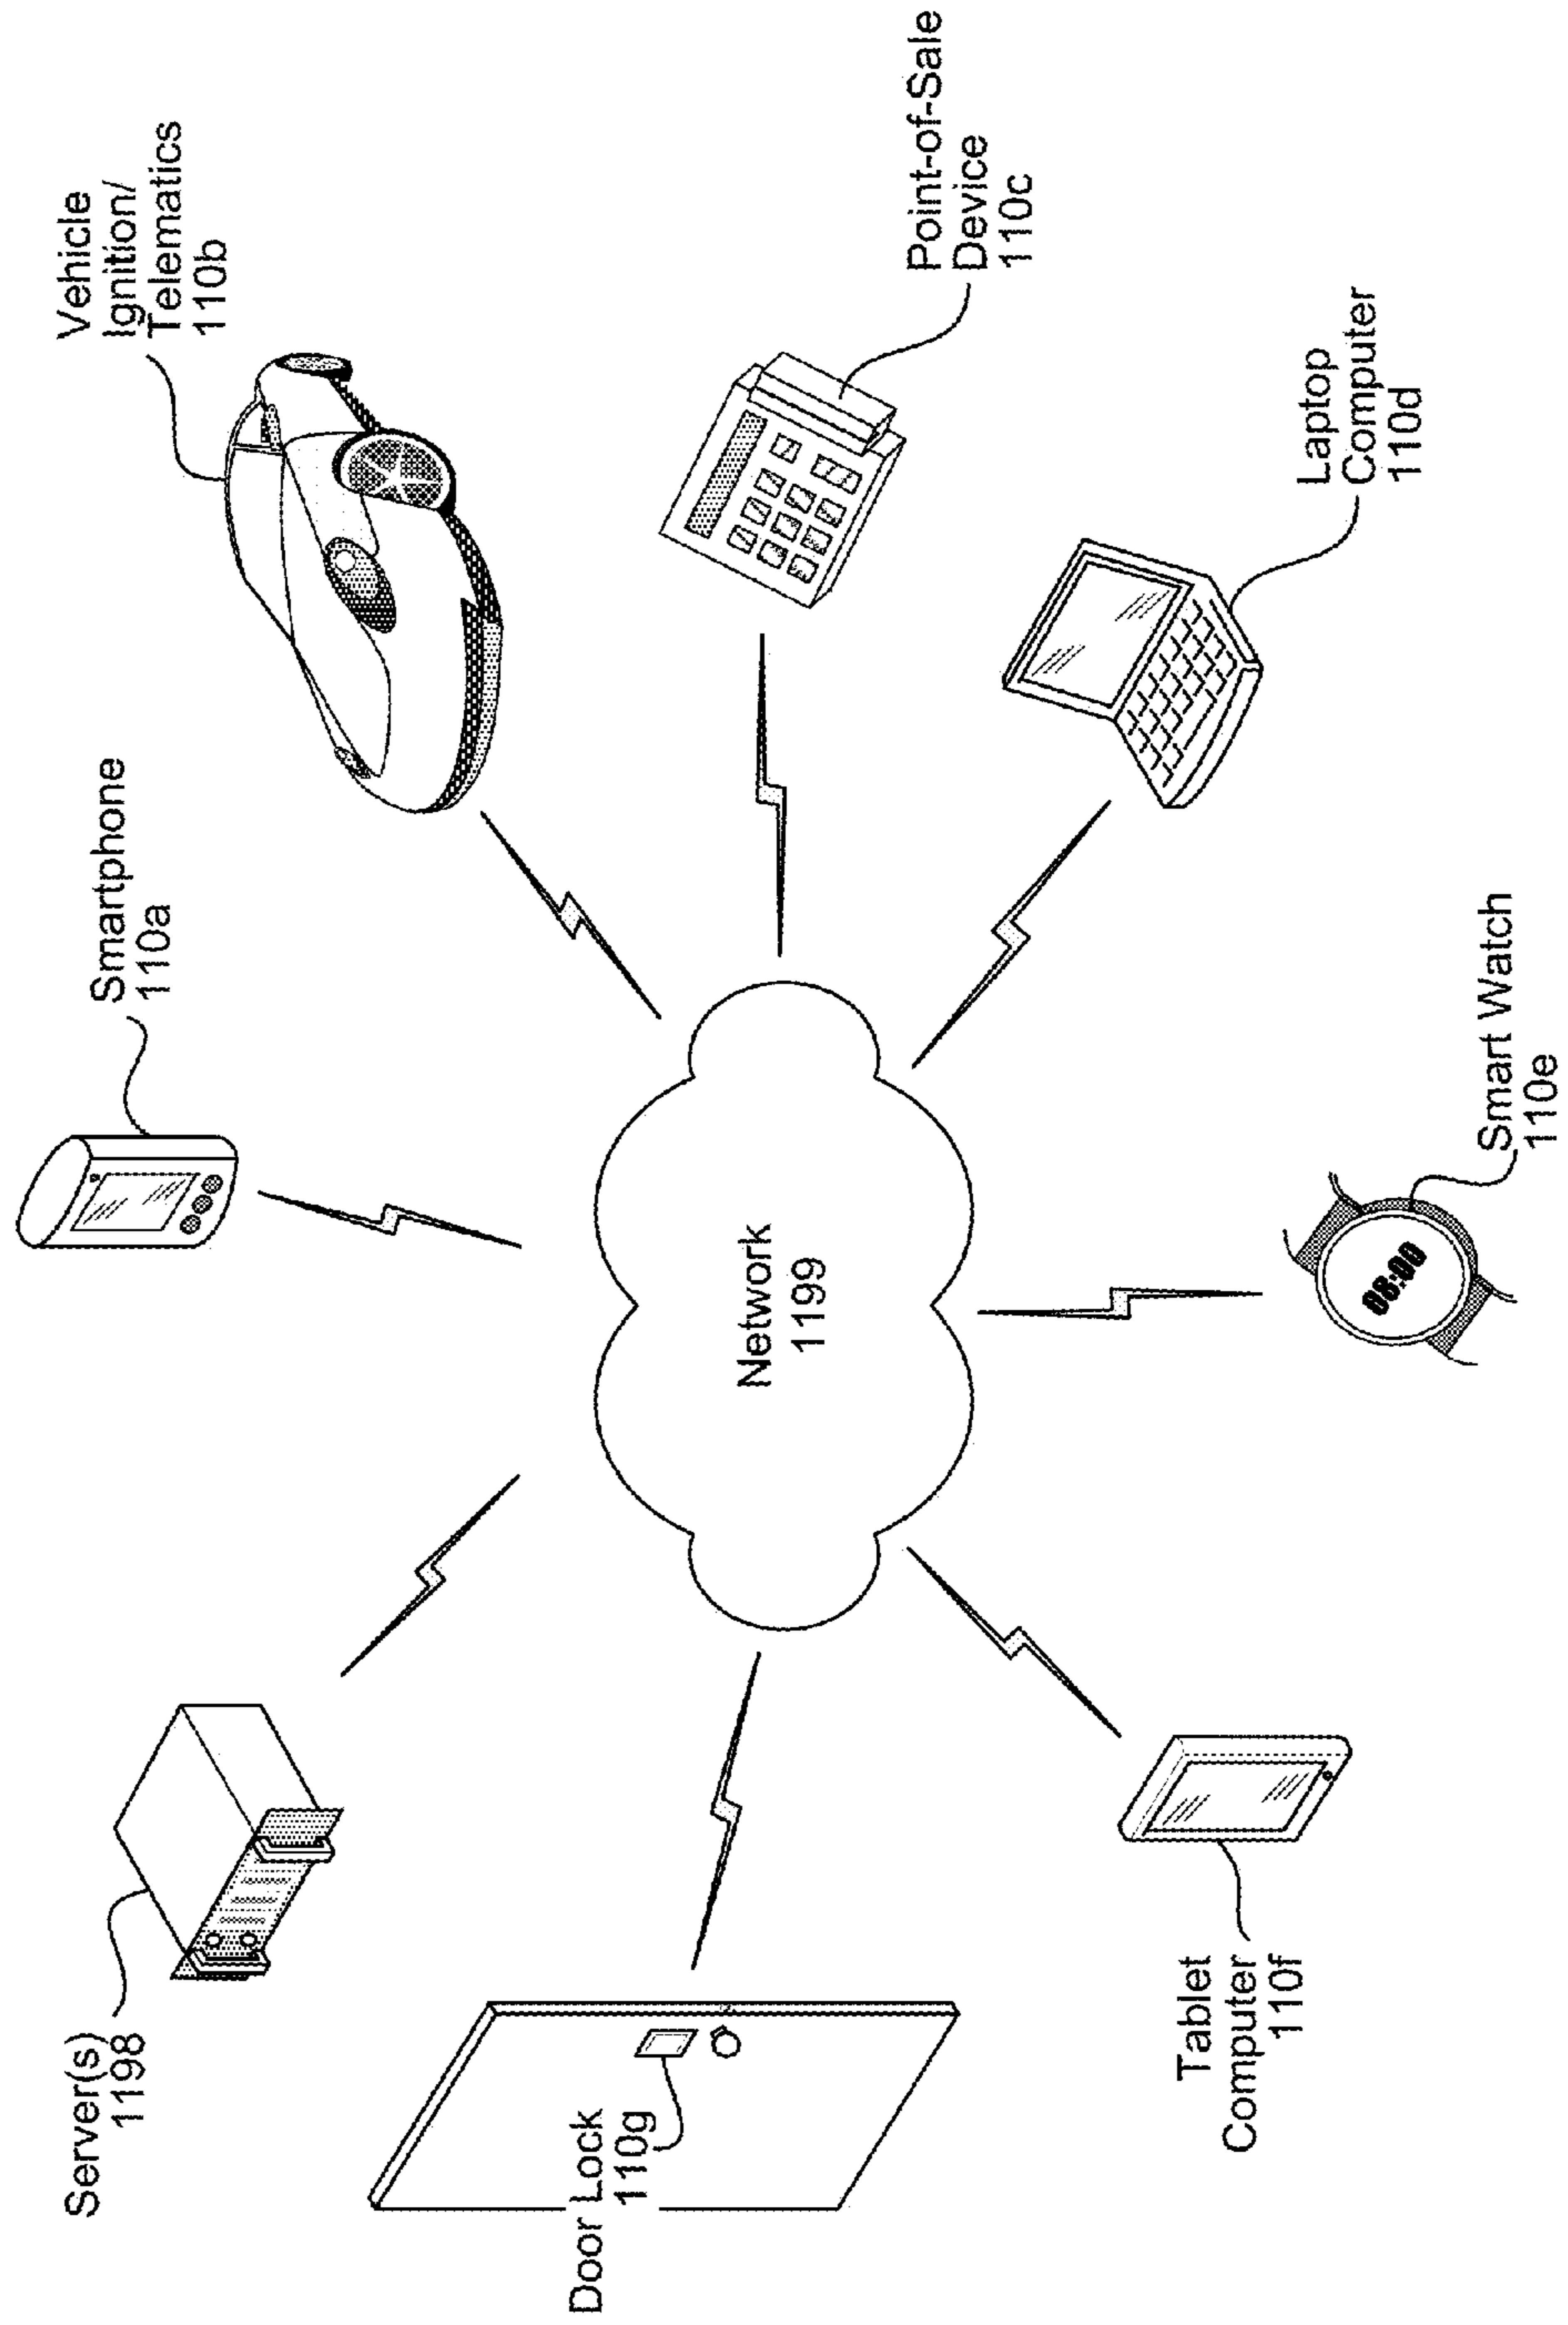 Server(s)
1198
Smartphone
110a
Vehicle
Ignition/
Telematics
110b
Door Lock
110g
Network
1199
Point-of-Sale
Device
110c
Tablet
Computer
110f
Smart Watch
110e
08:00
Laptop
Computer
110d